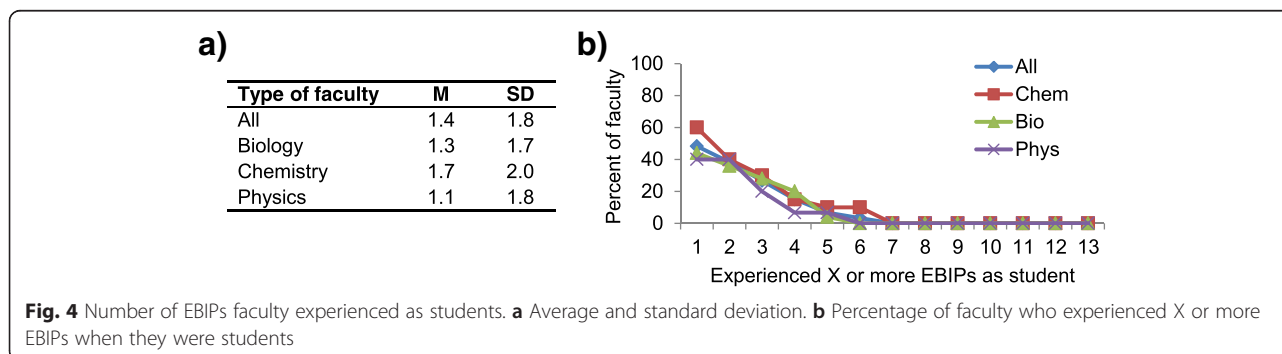 a)
Type of faculty M SD
All 1.4 1.8
Biology 1.3 1.7
Chemistry 1.7 2.0
Physics 1.1 1.8
b)
Percent of faculty
100
80
60
40
20
0
1 2 3 4 5 6 7 8 9 10 11 12 13
Experienced X or more EBIPs as student
All
Chem
Bio
Phys
Fig. 4 Number of EBIPs faculty experienced as students. a Average and standard deviation. b Percentage of faculty who experienced X or more
EBIPs when they were students